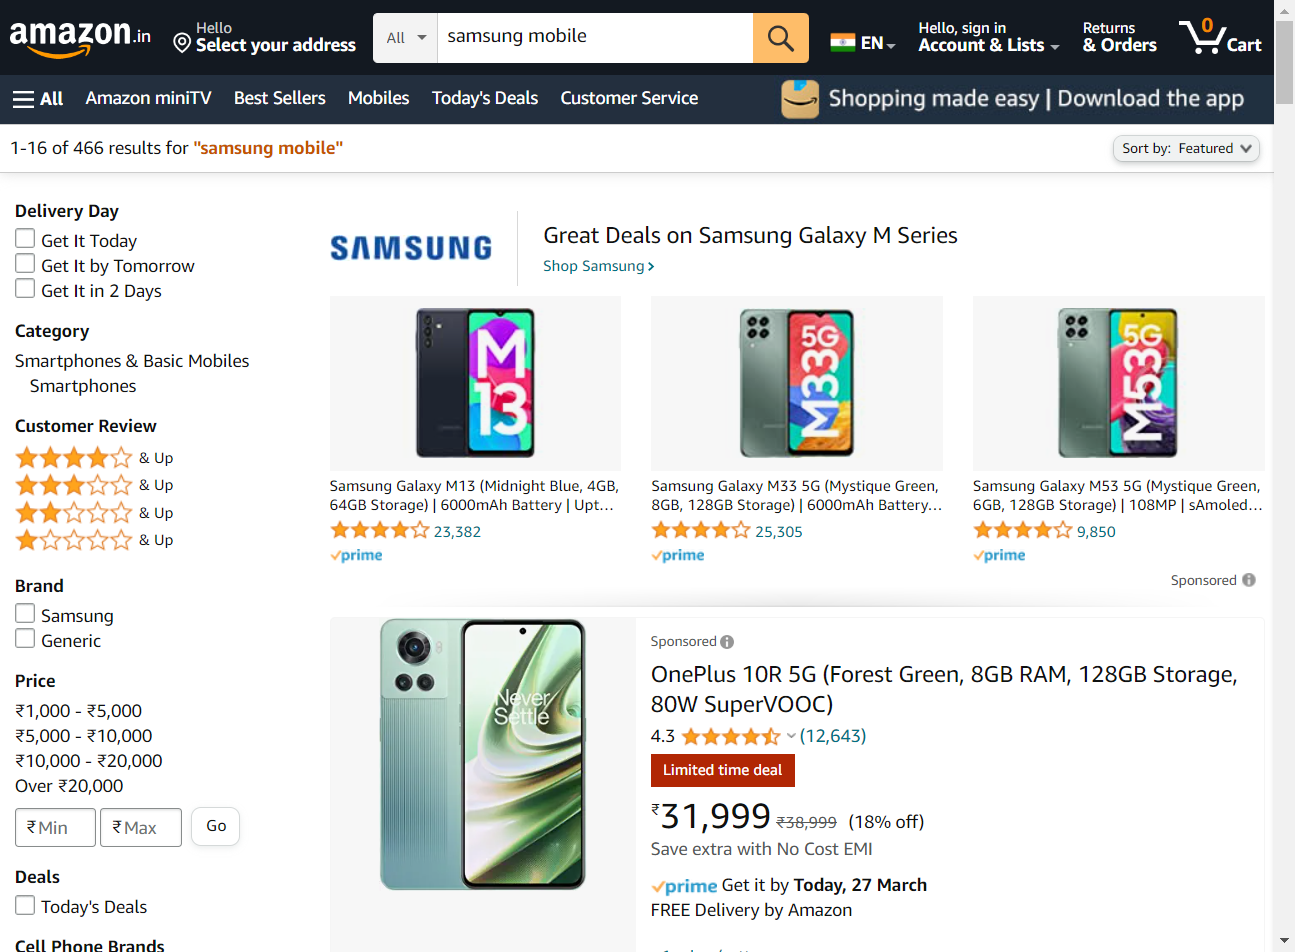 amazon.in
Hello
Select your address
All
samsung mobile
EN
Hello, sign in
Account & Lists
Returns
& Orders
0
Cart
All
Amazon miniTV
Best Sellers
Mobiles
Today's Deals
Customer Service
Shopping made easy | Download the app
1-16 of 466 results for "samsung mobile"
Sort by: Featured
Delivery Day
Get It Today
Get It by Tomorrow
Get It in 2 Days
Category
Smartphones & Basic Mobiles
Smartphones
Customer Review
& Up
& Up
& Up
& Up
Brand
Samsung
Generic
Price
₹1,000 - ₹5,000
₹5,000 - ₹10,000
₹10,000 - ₹20,000
Over ₹20,000
₹ Min
₹ Max
Go
Deals
Today's Deals
Cell Phone Brands
SAMSUNG
Great Deals on Samsung Galaxy M Series
Shop Samsung ›
M
13
Samsung Galaxy M13 (Midnight Blue, 4GB,
64GB Storage) | 6000mAh Battery | Upt...
23,382
prime
5G
M33
Samsung Galaxy M33 5G (Mystique Green,
8GB, 128GB Storage) | 6000mAh Battery...
25,305
prime
5G
M53
Samsung Galaxy M53 5G (Mystique Green,
6GB, 128GB Storage) | 108MP | sAmoled...
9,850
prime
Sponsored
Never
Settle
Sponsored
OnePlus 10R 5G (Forest Green, 8GB RAM, 128GB Storage,
80W SuperVOOC)
4.3 (12,643)
Limited time deal
₹31,999 ₹38,999 (18% off)
Save extra with No Cost EMI
prime Get it by Today, 27 March
FREE Delivery by Amazon